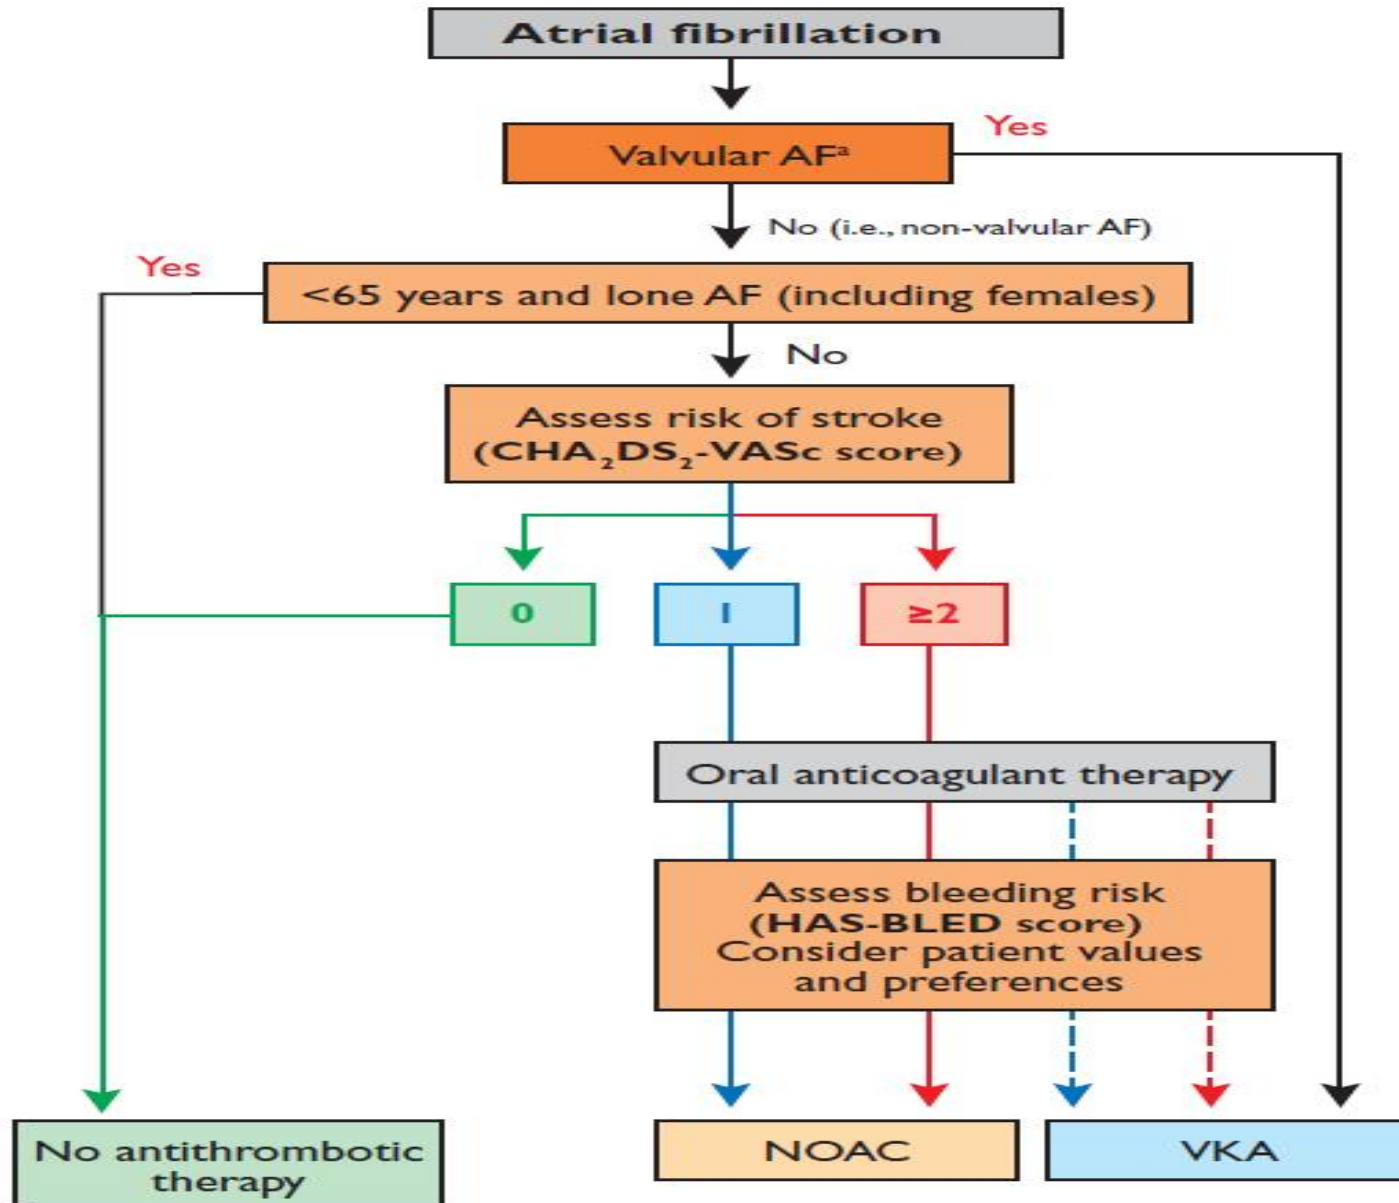 Atrial fibrillation
Yes
Valvular AFᵃ
No (i.e., non-valvular AF)
Yes
<65 years and lone AF (including females)
No
Assess risk of stroke
(CHA₂DS₂-VASc score)
0
1
≥2
Oral anticoagulant therapy
Assess bleeding risk
(HAS-BLED score)
Consider patient values
and preferences
No antithrombotic
therapy
NOAC
VKA